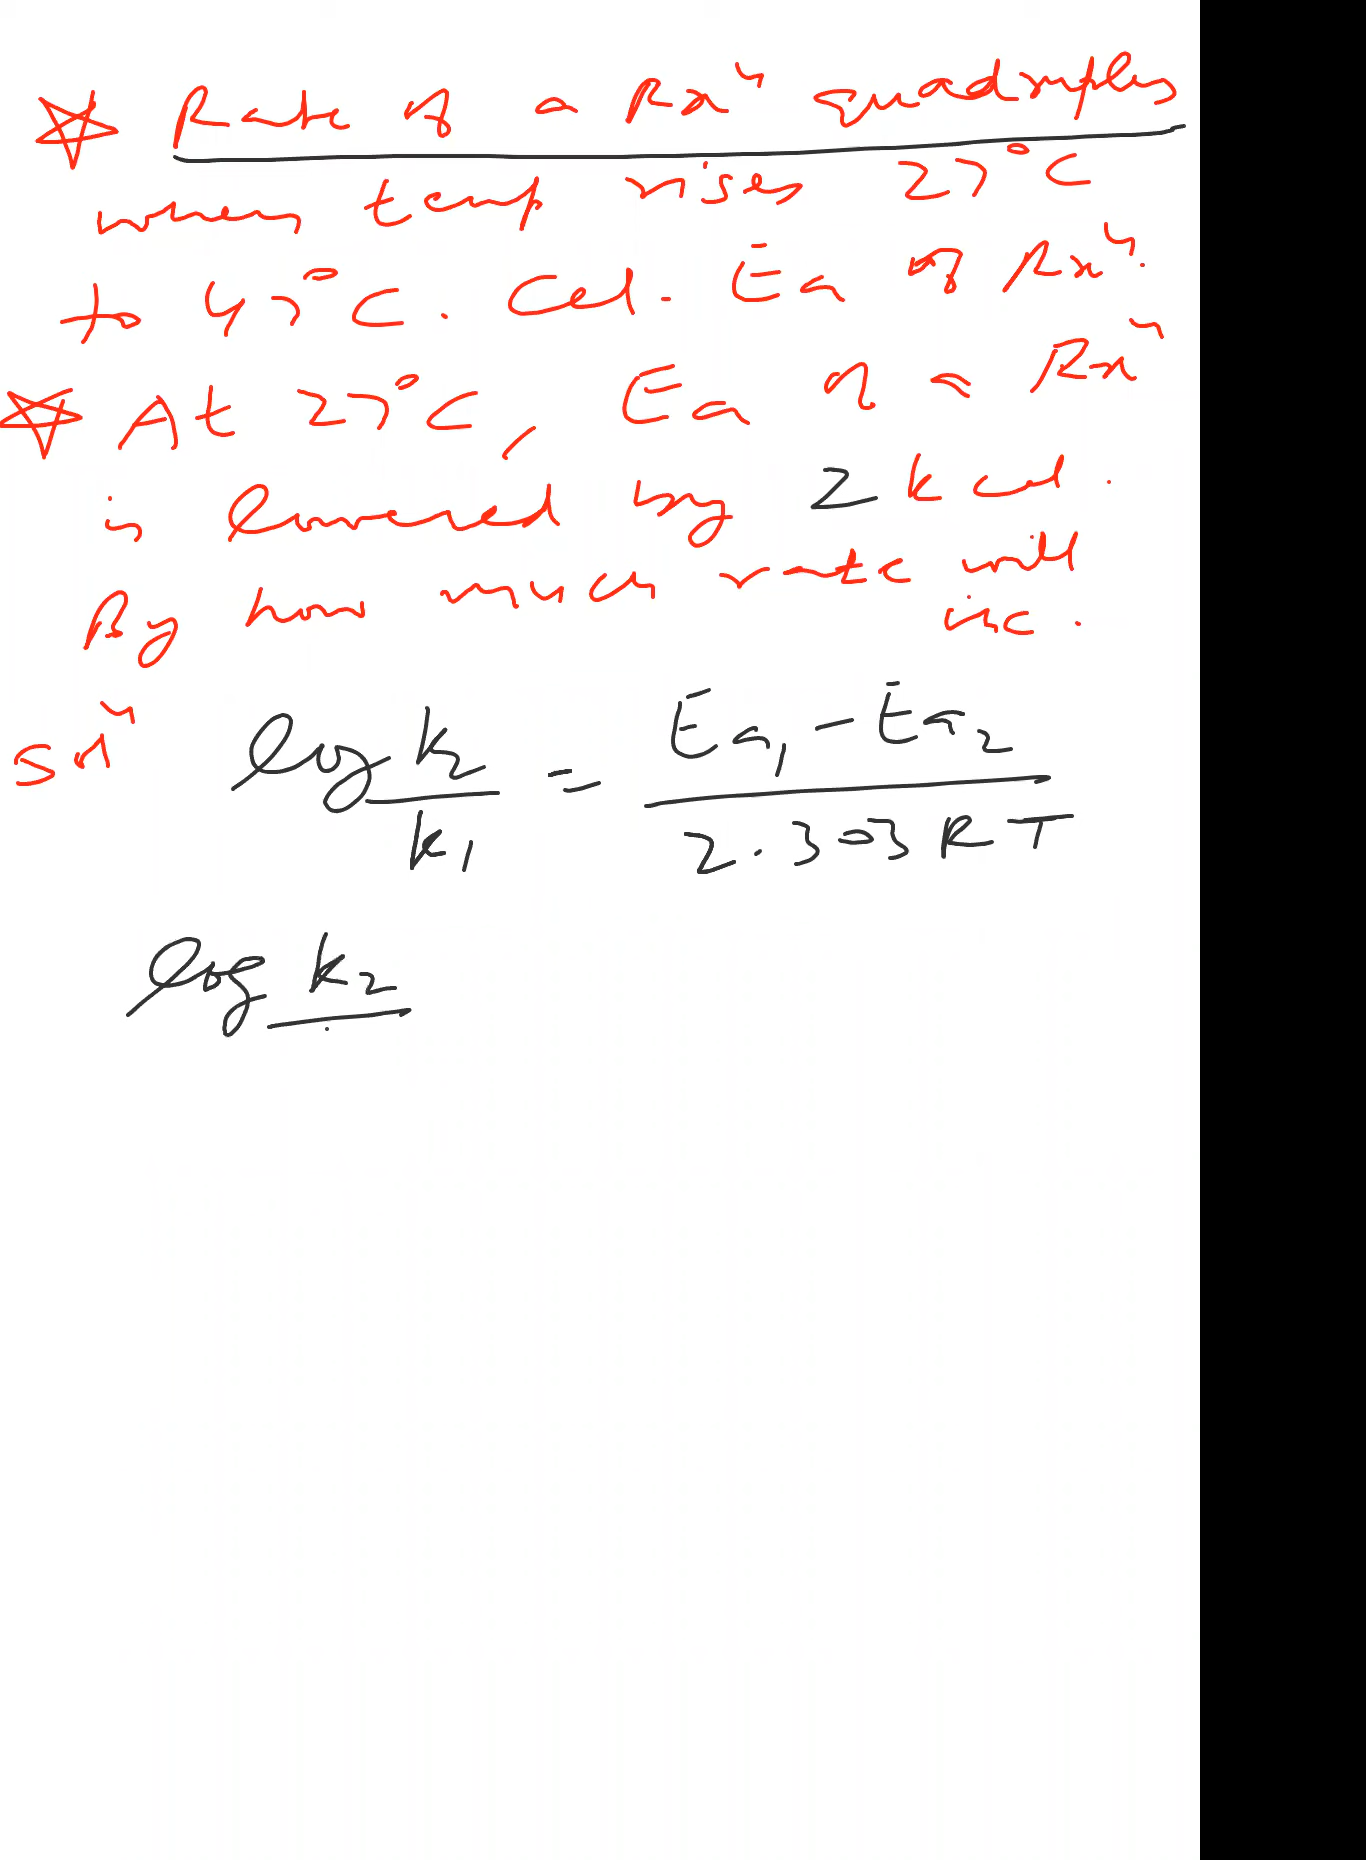 ☆ Rate of a Rxⁿ quadruples
when temp rises 27°C
to 47°C. Cal. Ea of Rxⁿ.
☆ At 27°C, Ea of a Rxⁿ
is lowered by 2 kcal.
By how much rate will
inc.
Solⁿ log k₂/k₁ = Ea₁ - Ea₂ / 2.303 RT
log k₂